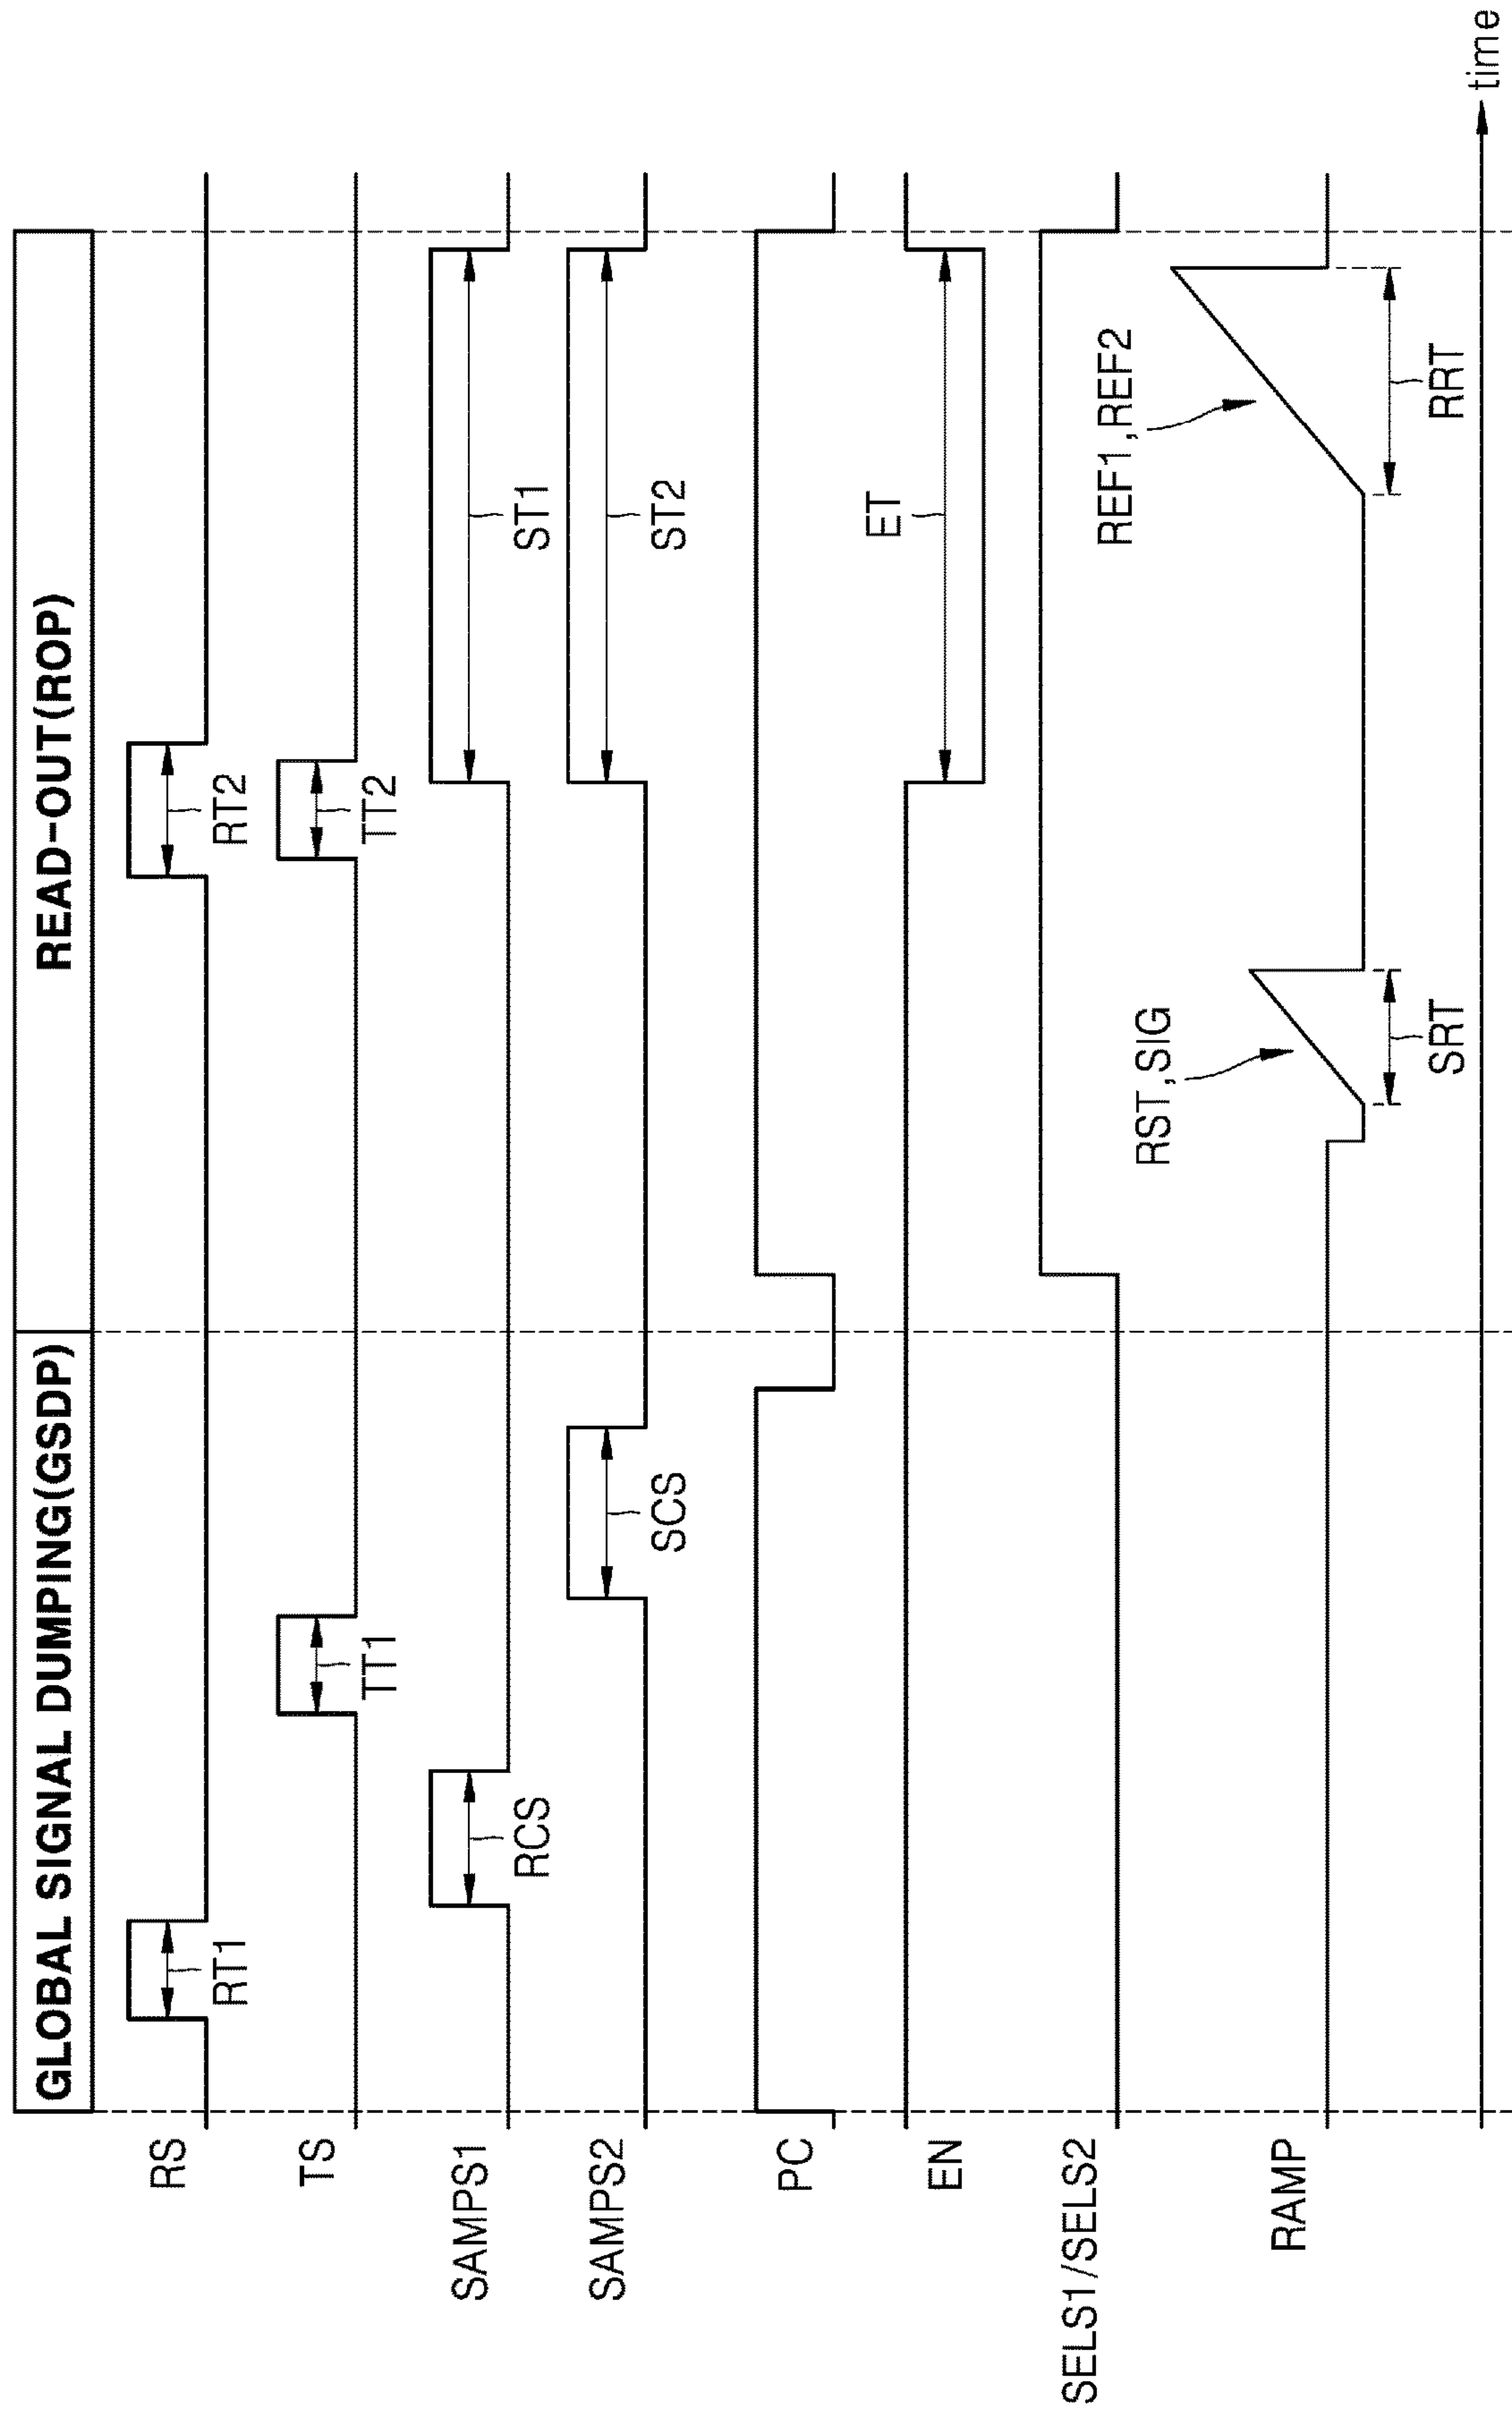 GLOBAL SIGNAL DUMPING(GSDP)
READ-OUT(ROP)
RS
RT1
RT2
TS
TT1
TT2
SAMPS1
RCS
ST1
SAMPS2
SCS
ST2
PC
EN
ET
SELS1/SELS2
RAMP
RST,SIG
REF1,REF2
SRT
RRT
time